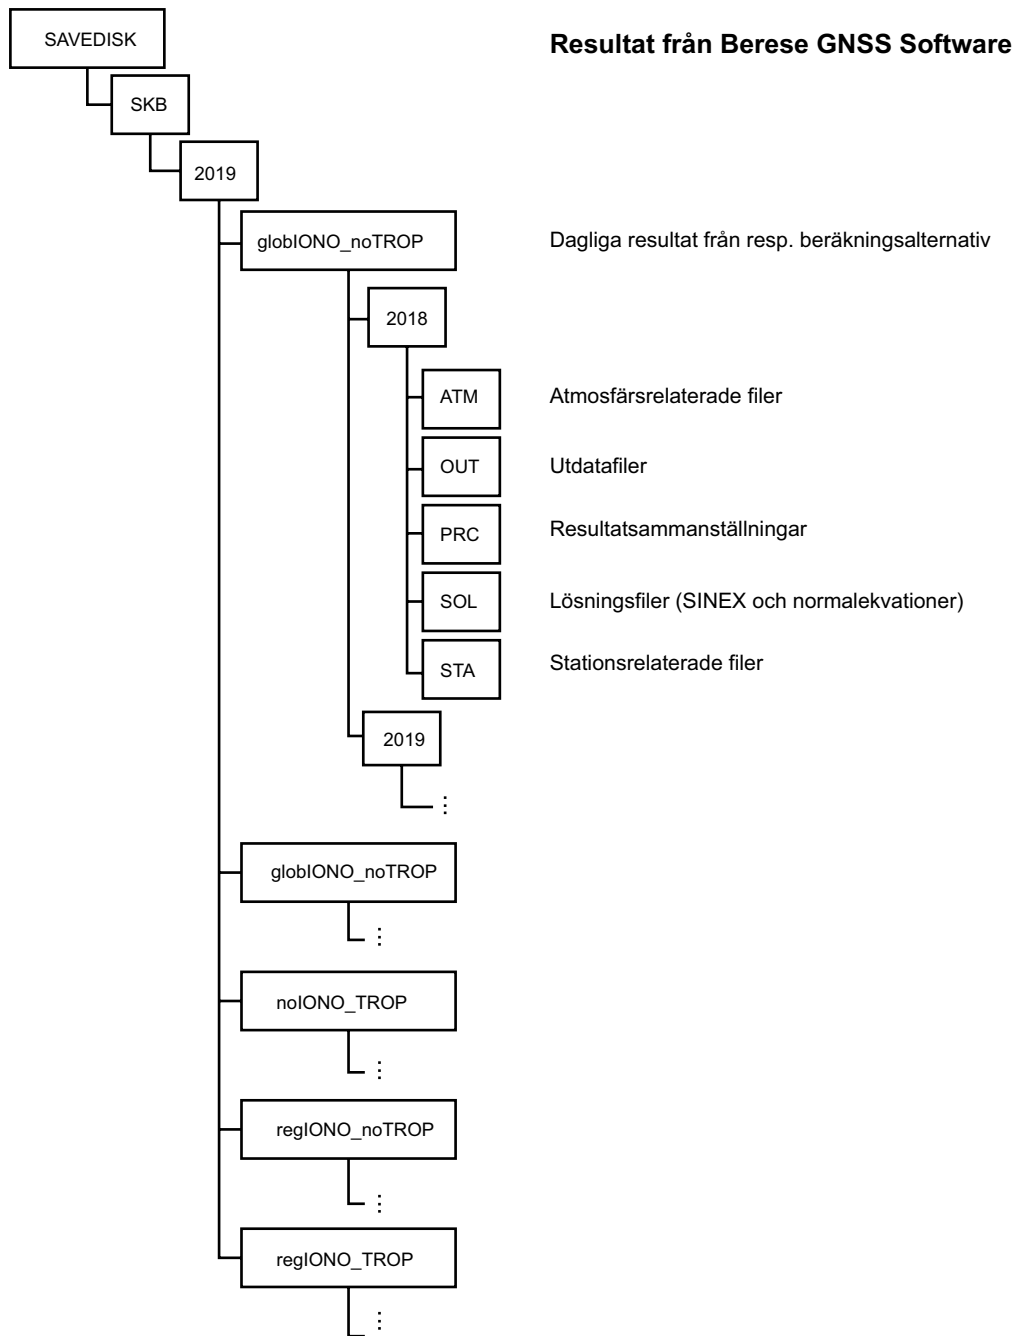 SAVEDISK
Resultat från Berese GNSS Software
SKB
2019
globIONO_noTROP
Dagliga resultat från resp. beräkningsalternativ
2018
ATM
Atmosfärsrelaterade filer
OUT
Utdatafiler
PRC
Resultatsammanställningar
SOL
Lösningsfiler (SINEX och normalekvationer)
STA
Stationsrelaterade filer
2019
globIONO_noTROP
noIONO_TROP
regIONO_noTROP
regIONO_TROP